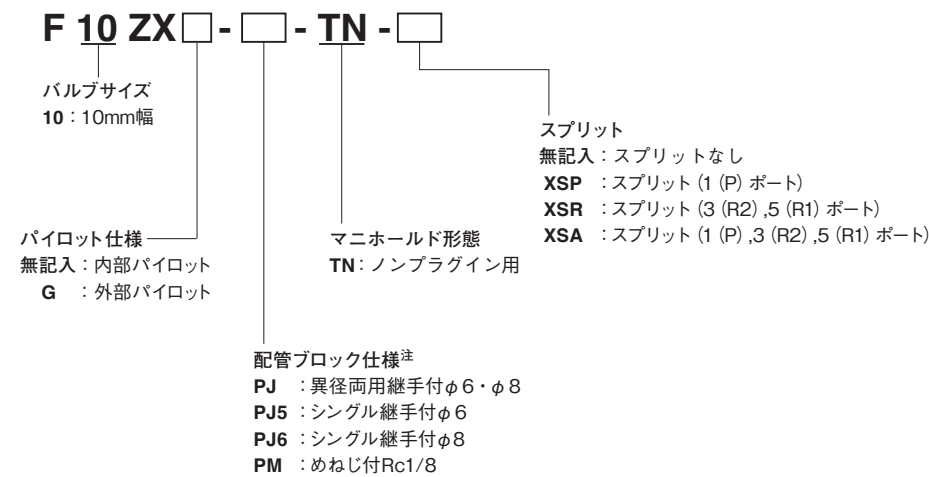 F 10 ZX□-□-TN-□
バルブサイズ
10：10mm幅
スプリット
無記入：スプリットなし
XSP ：スプリット（1（P）ポート）
XSR ：スプリット（3（R2）,5（R1）ポート）
XSA ：スプリット（1（P）,3（R2）,5（R1）ポート）
パイロット仕様
無記入：内部パイロット
G ：外部パイロット
マニホールド形態
TN：ノンプラグイン用
配管ブロック仕様注
PJ ：異径両用継手付φ6・φ8
PJ5 ：シングル継手付φ6
PJ6 ：シングル継手付φ8
PM ：めねじ付Rc1/8